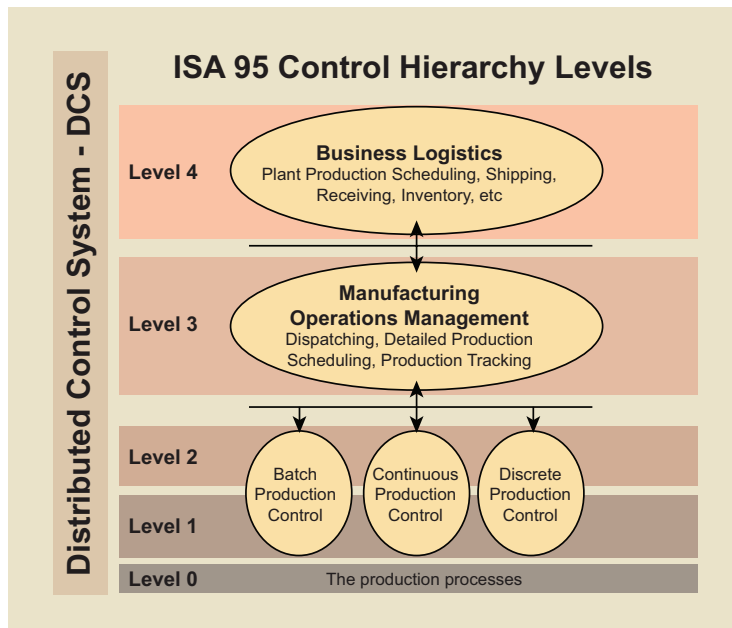 Distributed Control System - DCS
ISA 95 Control Hierarchy Levels
Level 4
Business Logistics
Plant Production Scheduling, Shipping,
Receiving, Inventory, etc
Level 3
Manufacturing
Operations Management
Dispatching, Detailed Production
Scheduling, Production Tracking
Level 2
Level 1
Batch
Production
Control
Continuous
Production
Control
Discrete
Production
Control
Level 0
The production processes